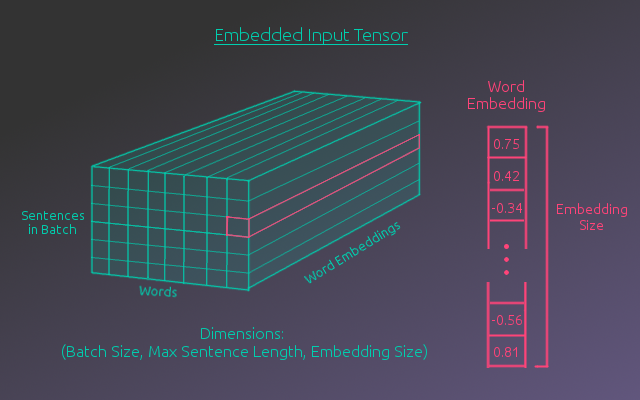 Embedded Input Tensor
Sentences
in Batch
Words
Word Embeddings
Dimensions:
(Batch Size, Max Sentence Length, Embedding Size)
Word
Embedding
0.75
0.42
-0.34
-0.56
0.81
Embedding
Size